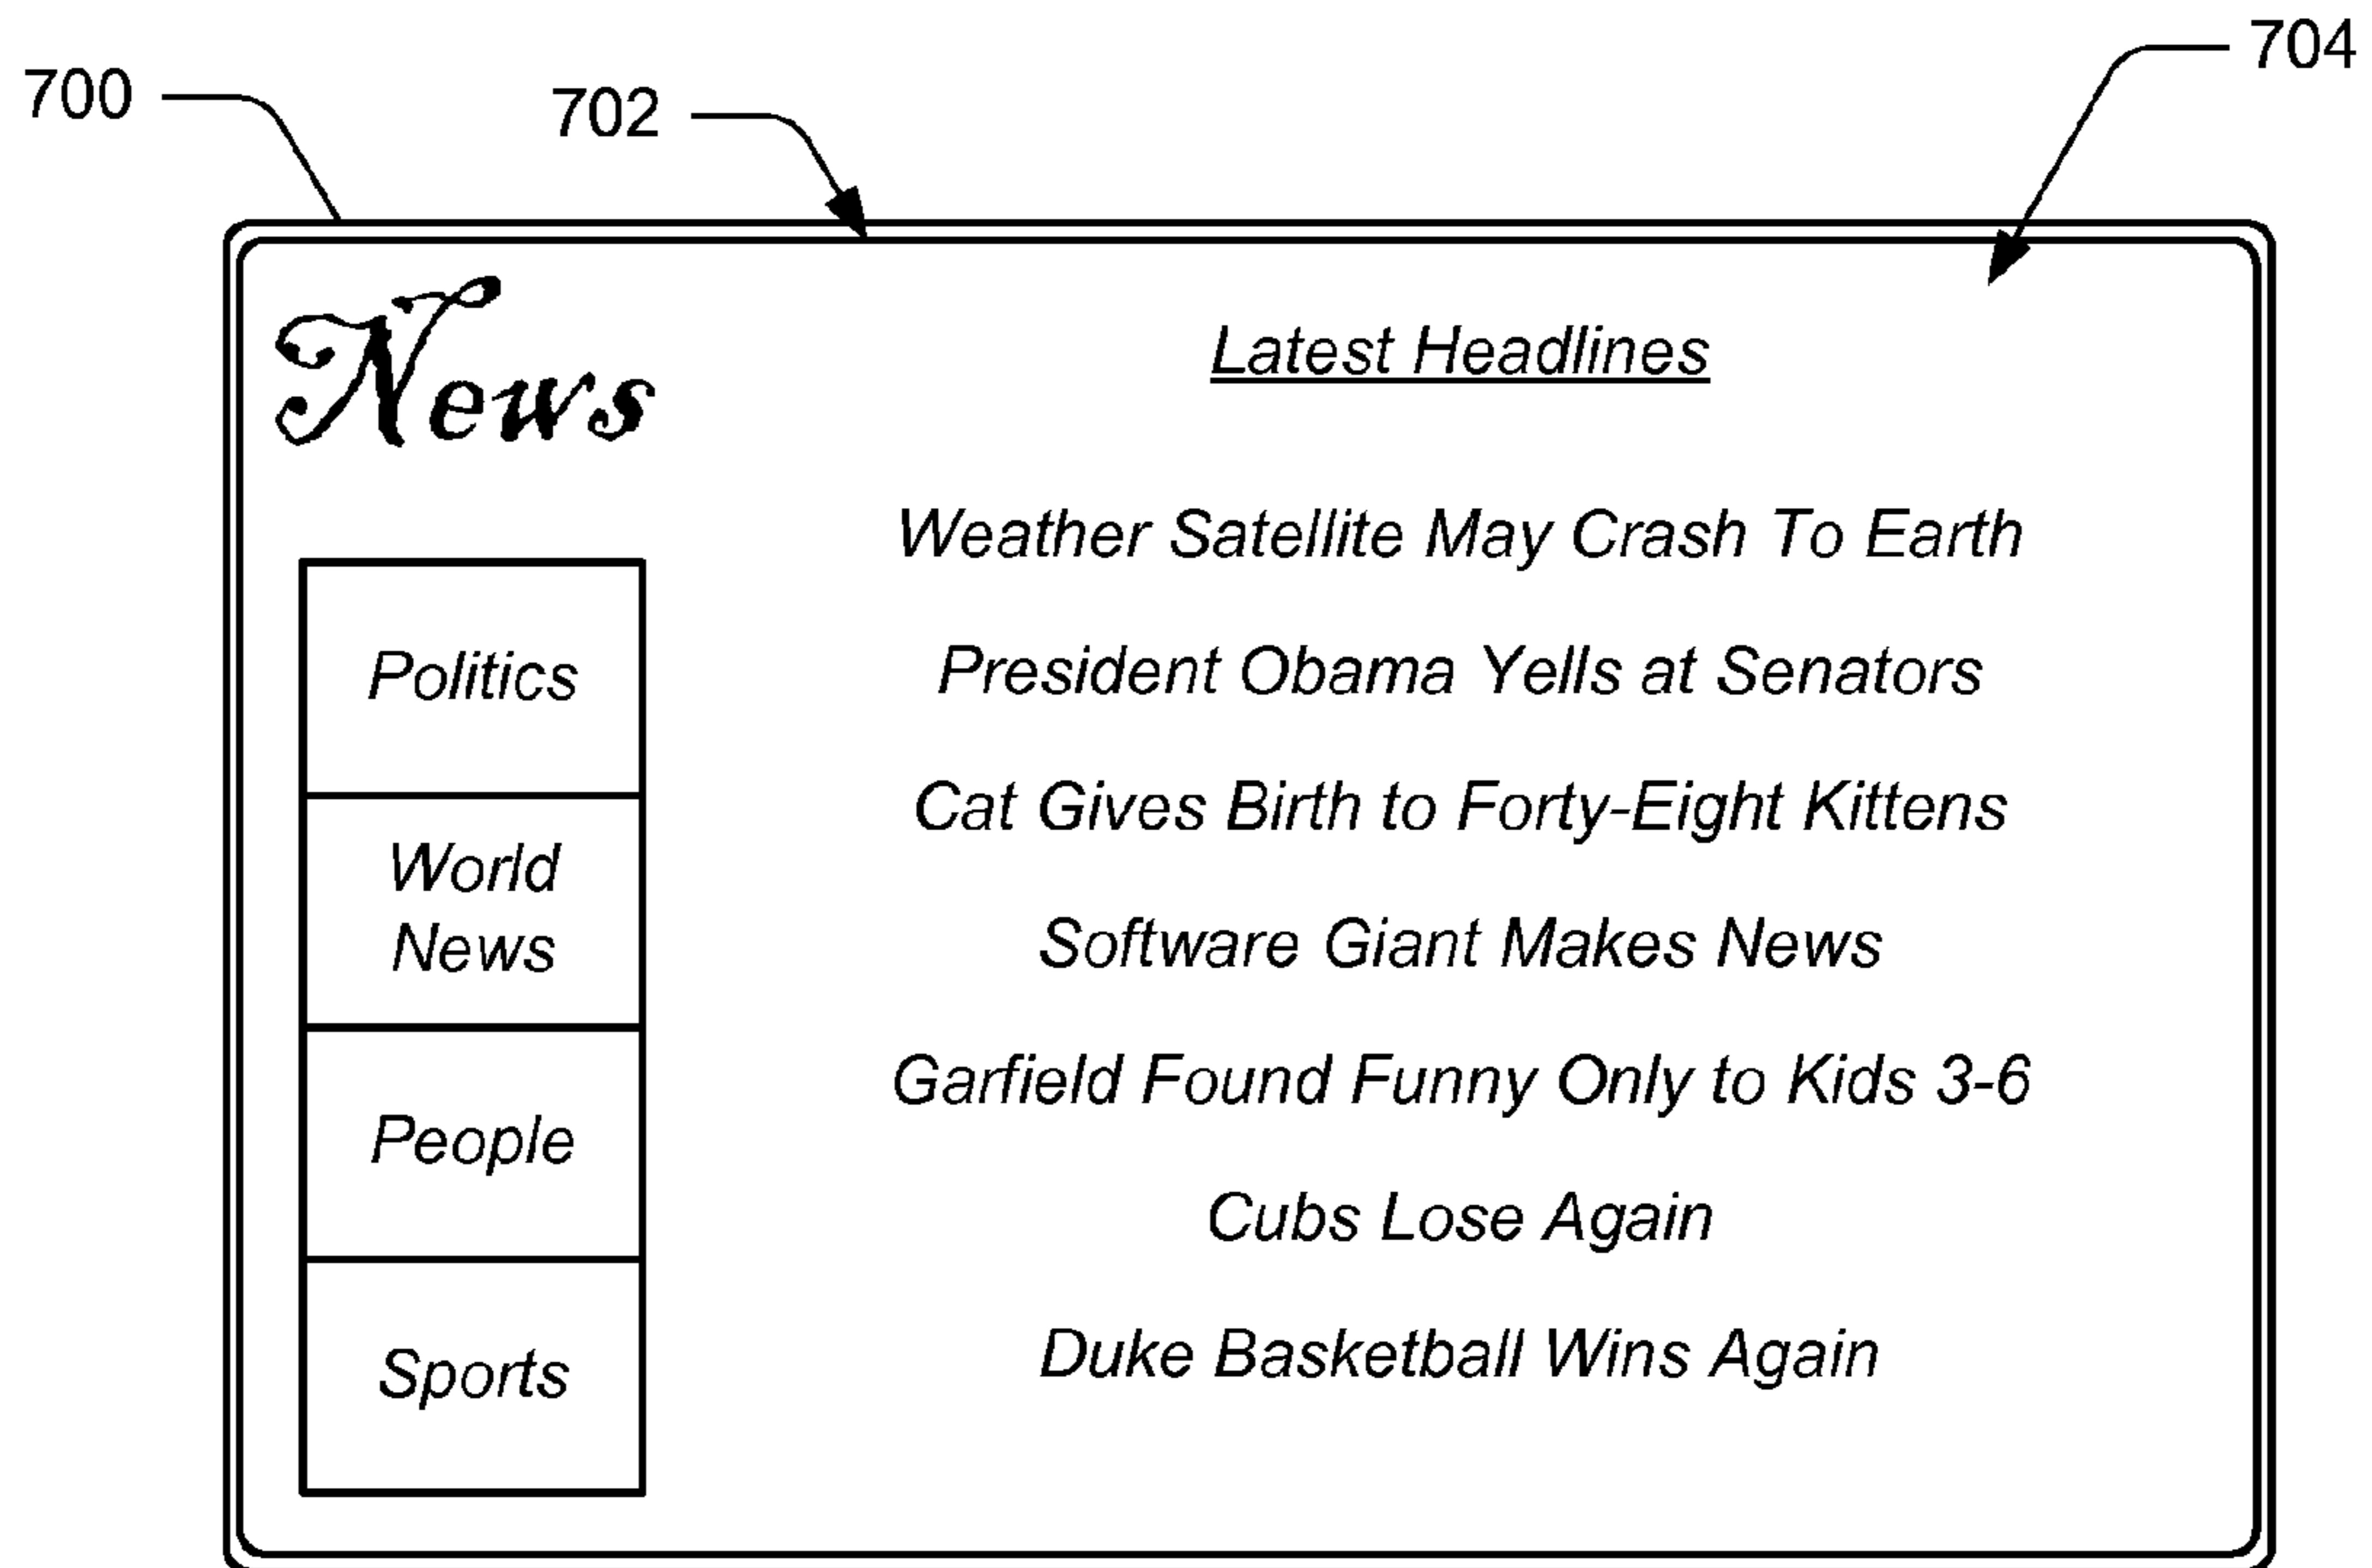 700
702
704
News
Latest Headlines
Weather Satellite May Crash To Earth
President Obama Yells at Senators
Cat Gives Birth to Forty-Eight Kittens
Software Giant Makes News
Garfield Found Funny Only to Kids 3-6
Cubs Lose Again
Duke Basketball Wins Again
Politics
World
News
People
Sports